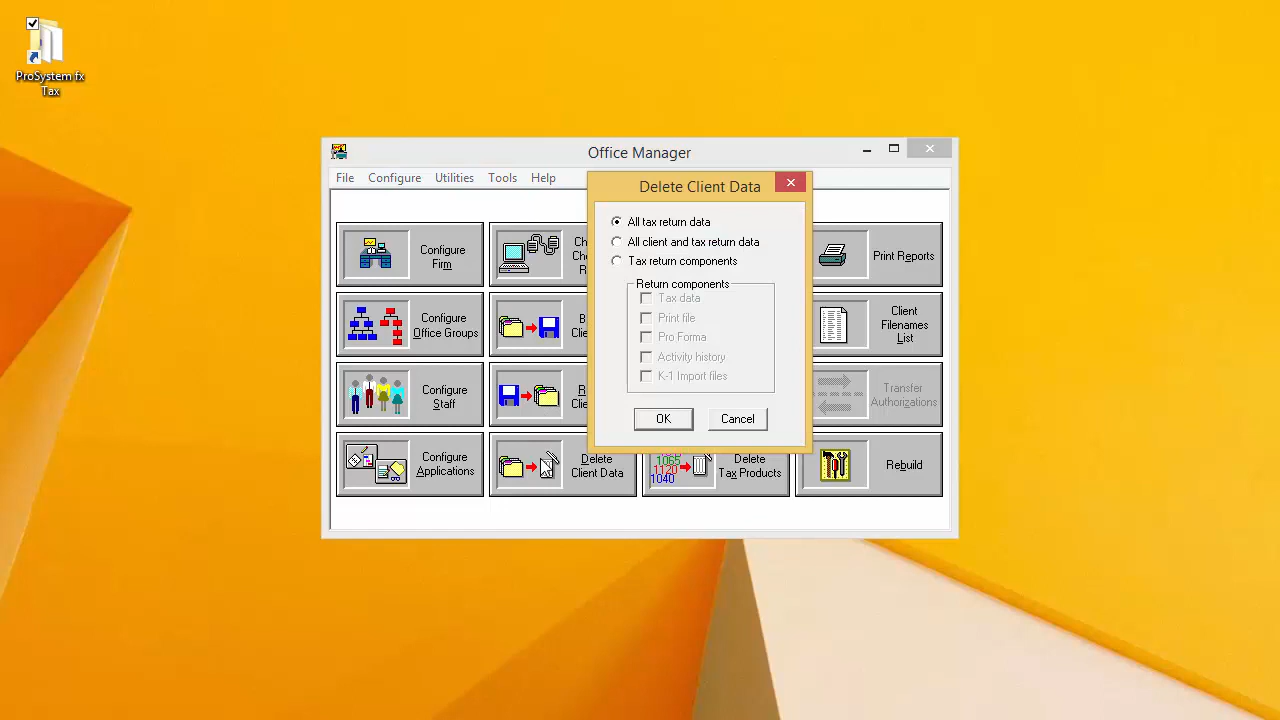 ProSystem fx
Tax
Office Manager
File Configure Utilities Tools Help
Delete Client Data
All tax return data
All client and tax return data
Tax return components
Return components
Tax data
Print file
Pro Forma
Activity history
K-1 Import files
OK Cancel
Configure
Firm
Print Reports
Configure
Office Groups
Client
Filenames
List
Configure
Staff
Transfer
Authorizations
Configure
Applications
Delete
Client Data
1065
1120
1040
Delete
Tax Products
Rebuild